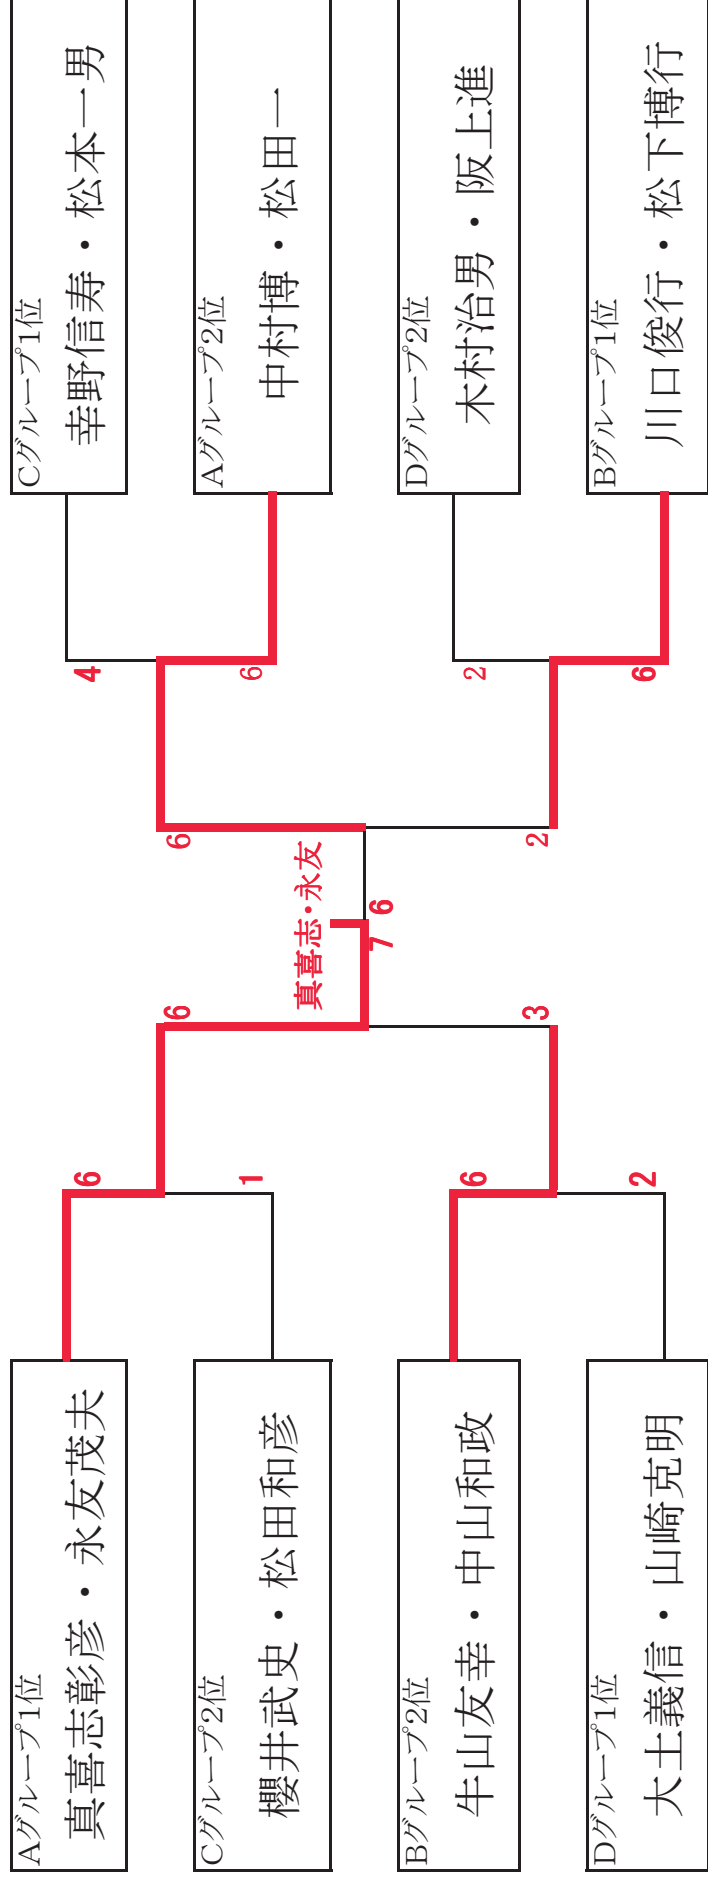 Aグループ1位
真喜志彰彦・永友茂夫
Cグループ2位
櫻井武史・松田和彦
Bグループ2位
牛山友幸・中山和政
Dグループ1位
大土義信・山崎克明
6
1
6
2
6
3
真喜志・永友
7
6
6
2
4
6
2
6
Cグループ1位
幸野信寿・松本一男
Aグループ2位
中村博・松田一
Dグループ2位
木村治男・阪上進
Bグループ1位
川口俊行・松下博行